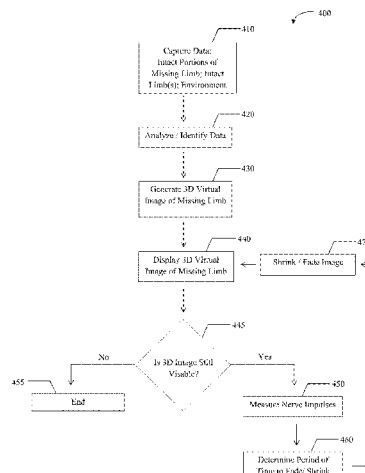 400
410
Capture Data:
Intact Portions of
Missing Limb; Intact
Limb(s); Environment
420
Analyze / Identify Data
430
Generate 3D Virtual
Image of Missing Limb
440
Display 3D Virtual
Image of Missing Limb
Shrink / Fade Image
445
Is 3D Image Still
Visable?
No
Yes
455
End
450
Measure Nerve Impulses
460
Determine Period of
Time to Fade/ Shrink